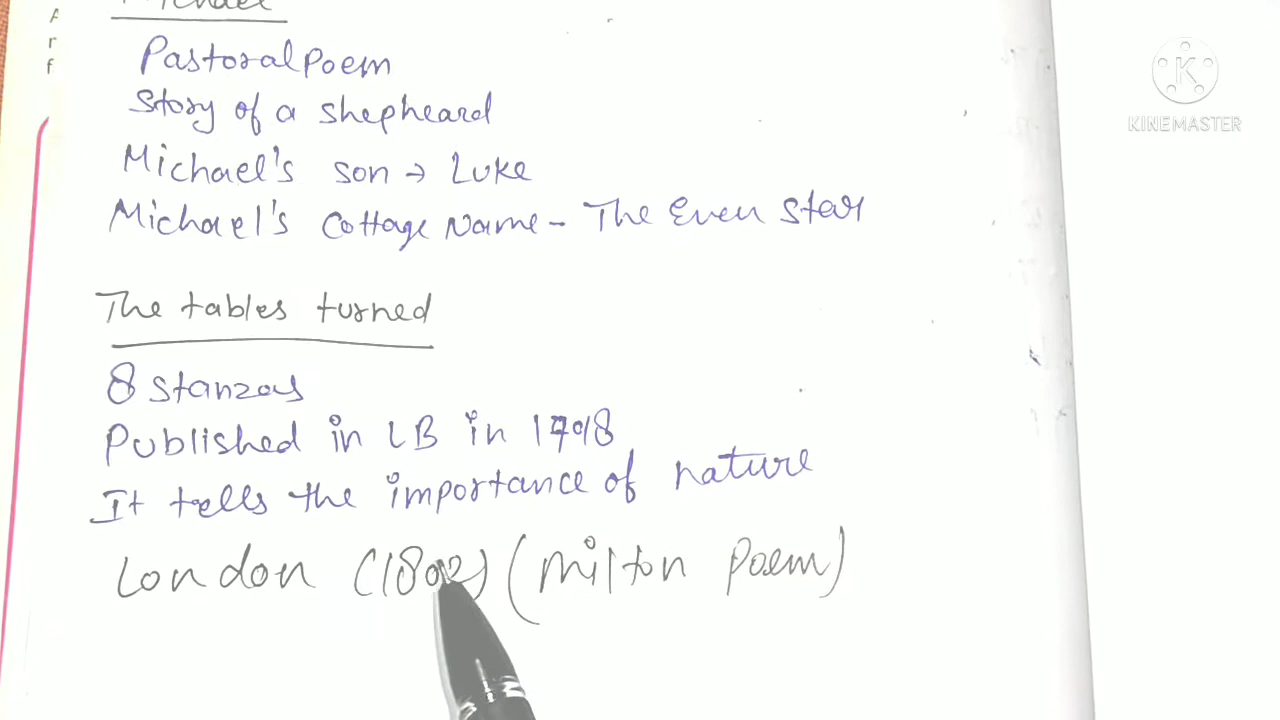 Michael
Pastoral Poem
Story of a shepheard
Michael's son → Luke
Michael's Cottage Name - The Even Star
The tables turned
8 Stanzas
Published in LB in 1798
It tells the importance of nature
London (1802) (Milton Poem)
A
r
f
K
KINEMASTER